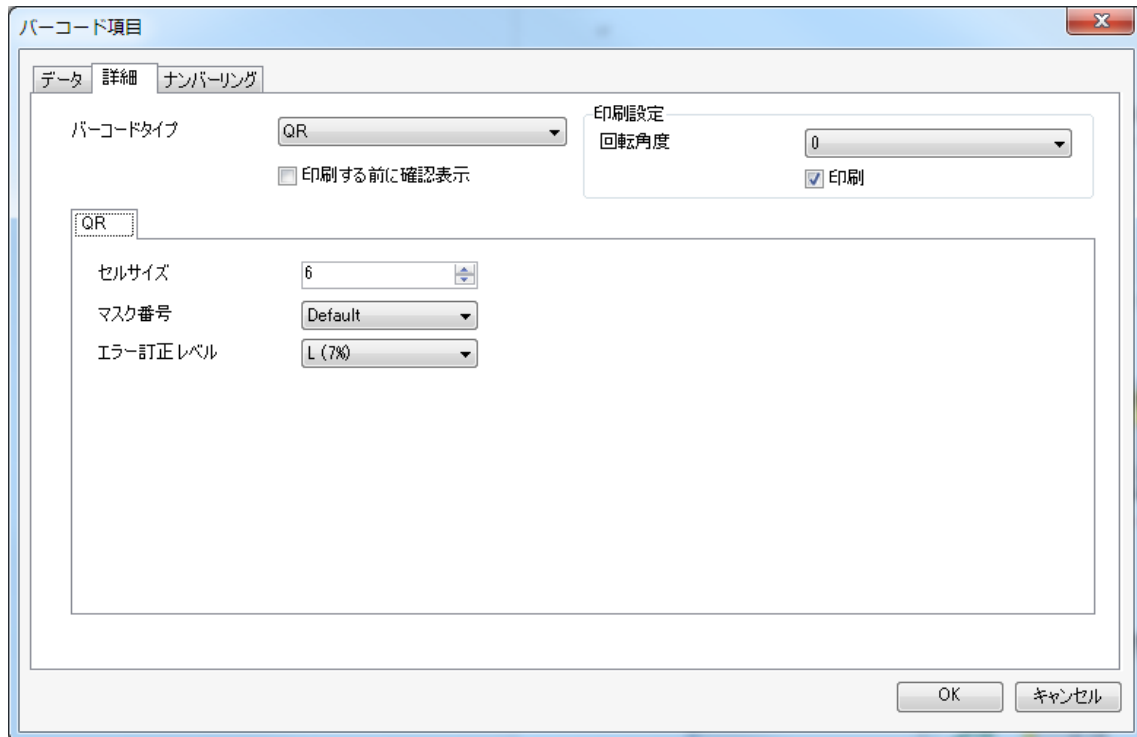 バーコード項目
データ 詳細 ナンバーリング
バーコードタイプ QR
印刷する前に確認表示
印刷設定
回転角度 0
印刷
QR
セルサイズ 6
マスク番号 Default
エラー訂正レベル L (7%)
OK キャンセル